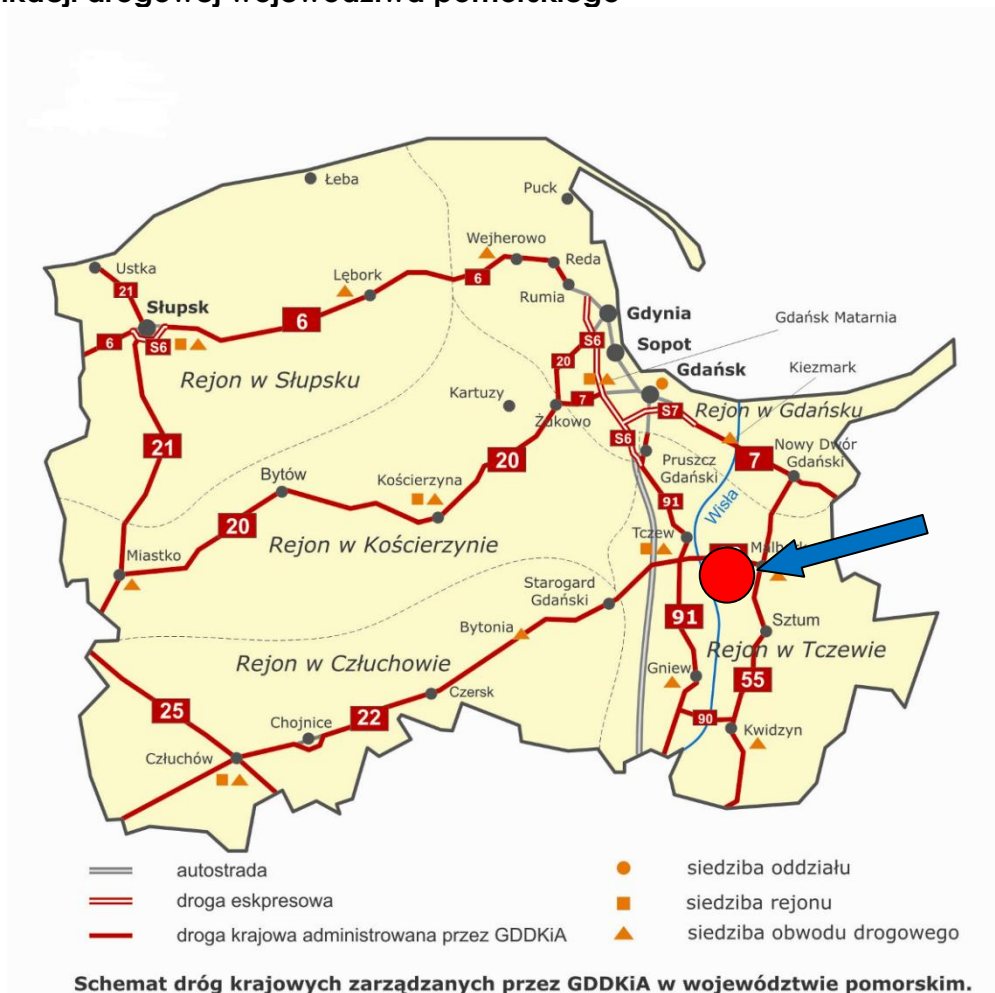 drogowej województwa
Łeba
Puck
Wejherowo
Ustka
Lębork
6
Reda
21
Rumia
Słupsk
6
Gdynia
Gdańsk Matarnia
6
S6
S6
Sopot
20
Gdańsk
Kiezmark
Rejon w Słupsku
Kartuzy
7
S7
Rejon w Gdańsku
Żukowo
S6
21
20
7
Nowy Dwór
Gdański
Pruszcz
Gdański
Bytów
Kościerzyna
91
Wisła
20
Tczew
Miastko
Rejon w Kościerzynie
Starogard
Gdański
Bytonia
91
Sztum
Rejon w Człuchowie
Rejon w Tczewie
Gniew
55
25
Czersk
Chojnice
22
90
Kwidzyn
Człuchów
autostrada
droga eskpresowa
droga krajowa administrowana przez GDDKiA
siedziba oddziału
siedziba rejonu
siedziba obwodu drogowego
Schemat dróg krajowych zarządzanych przez GDDKiA w województwie pomorskim.